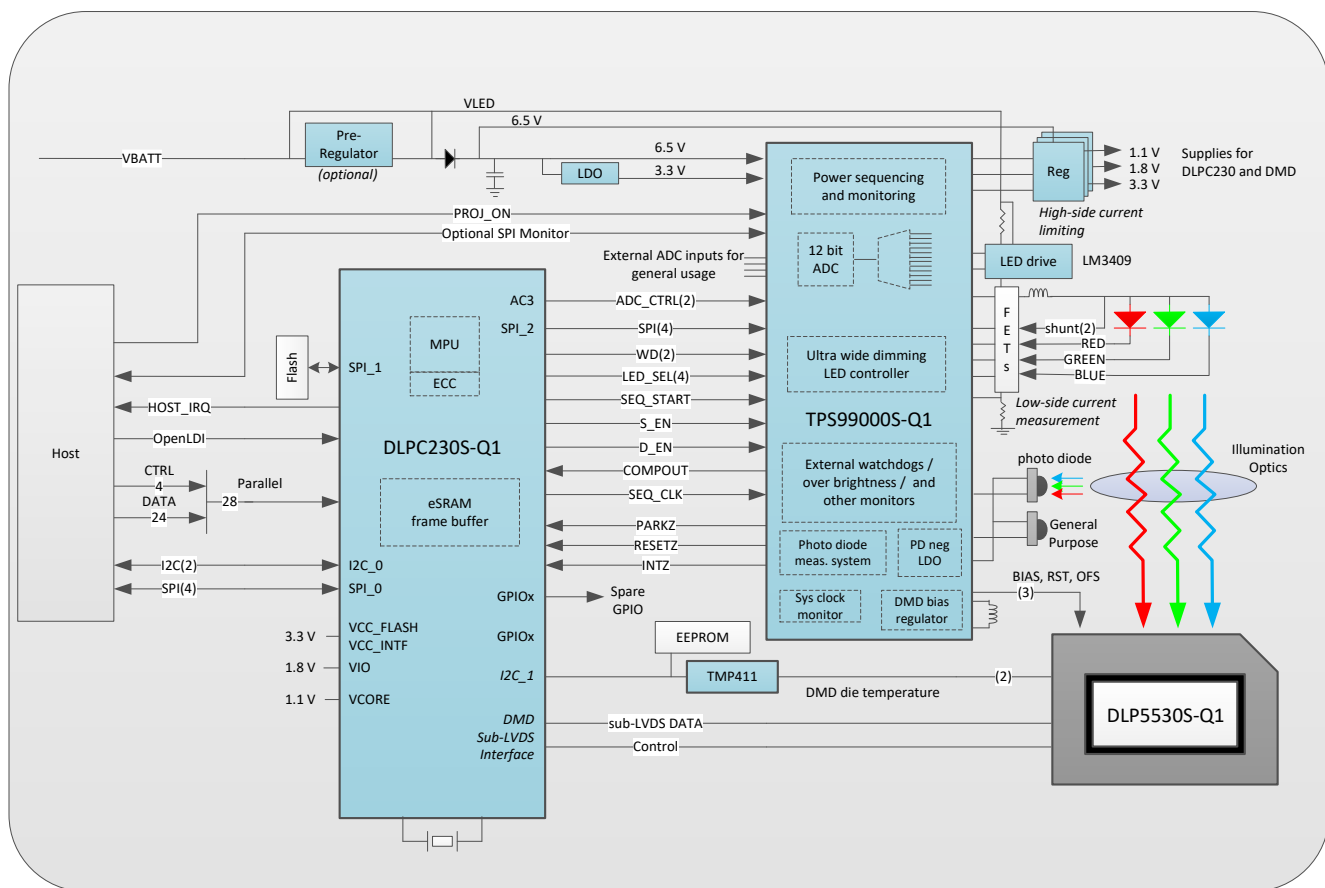 VLED
6.5 V
Pre-
Regulator
(optional)
VBATT
6.5 V
LDO
3.3 V
Power sequencing
and monitoring
Reg
1.1 V
1.8 V
3.3 V
Supplies for
DLPC230 and DMD
PROJ_ON
Optional SPI Monitor
High-side current
limiting
External ADC inputs for
general usage
12 bit
ADC
LED drive
LM3409
AC3
ADC_CTRL(2)
SPI_2
SPI(4)
MPU
ECC
WD(2)
LED_SEL(4)
SEQ_START
S_EN
D_EN
COMPOUT
SEQ_CLK
PARKZ
RESETZ
INTZ
Ultra wide dimming
LED controller
TPS99000S-Q1
F
E
T
s
shunt(2)
RED
GREEN
BLUE
Low-side current
measurement
Flash
SPI_1
Host
HOST_IRQ
OpenLDI
CTRL
4
DATA
24
28
Parallel
DLPC230S-Q1
eSRAM
frame buffer
External watchdogs /
over brightness / and
other monitors
photo diode
Illumination
Optics
General
Purpose
Photo diode
meas. system
PD neg
LDO
Sys clock
monitor
DMD bias
regulator
BIAS, RST, OFS
(3)
I2C(2)
I2C_0
SPI(4)
SPI_0
GPIOx
Spare
GPIO
3.3 V
VCC_FLASH
VCC_INTF
GPIOx
1.8 V
VIO
1.1 V
VCORE
EEPROM
I2C_1
TMP411
DMD die temperature
(2)
DMD
Sub-LVDS
Interface
sub-LVDS DATA
Control
DLP5530S-Q1